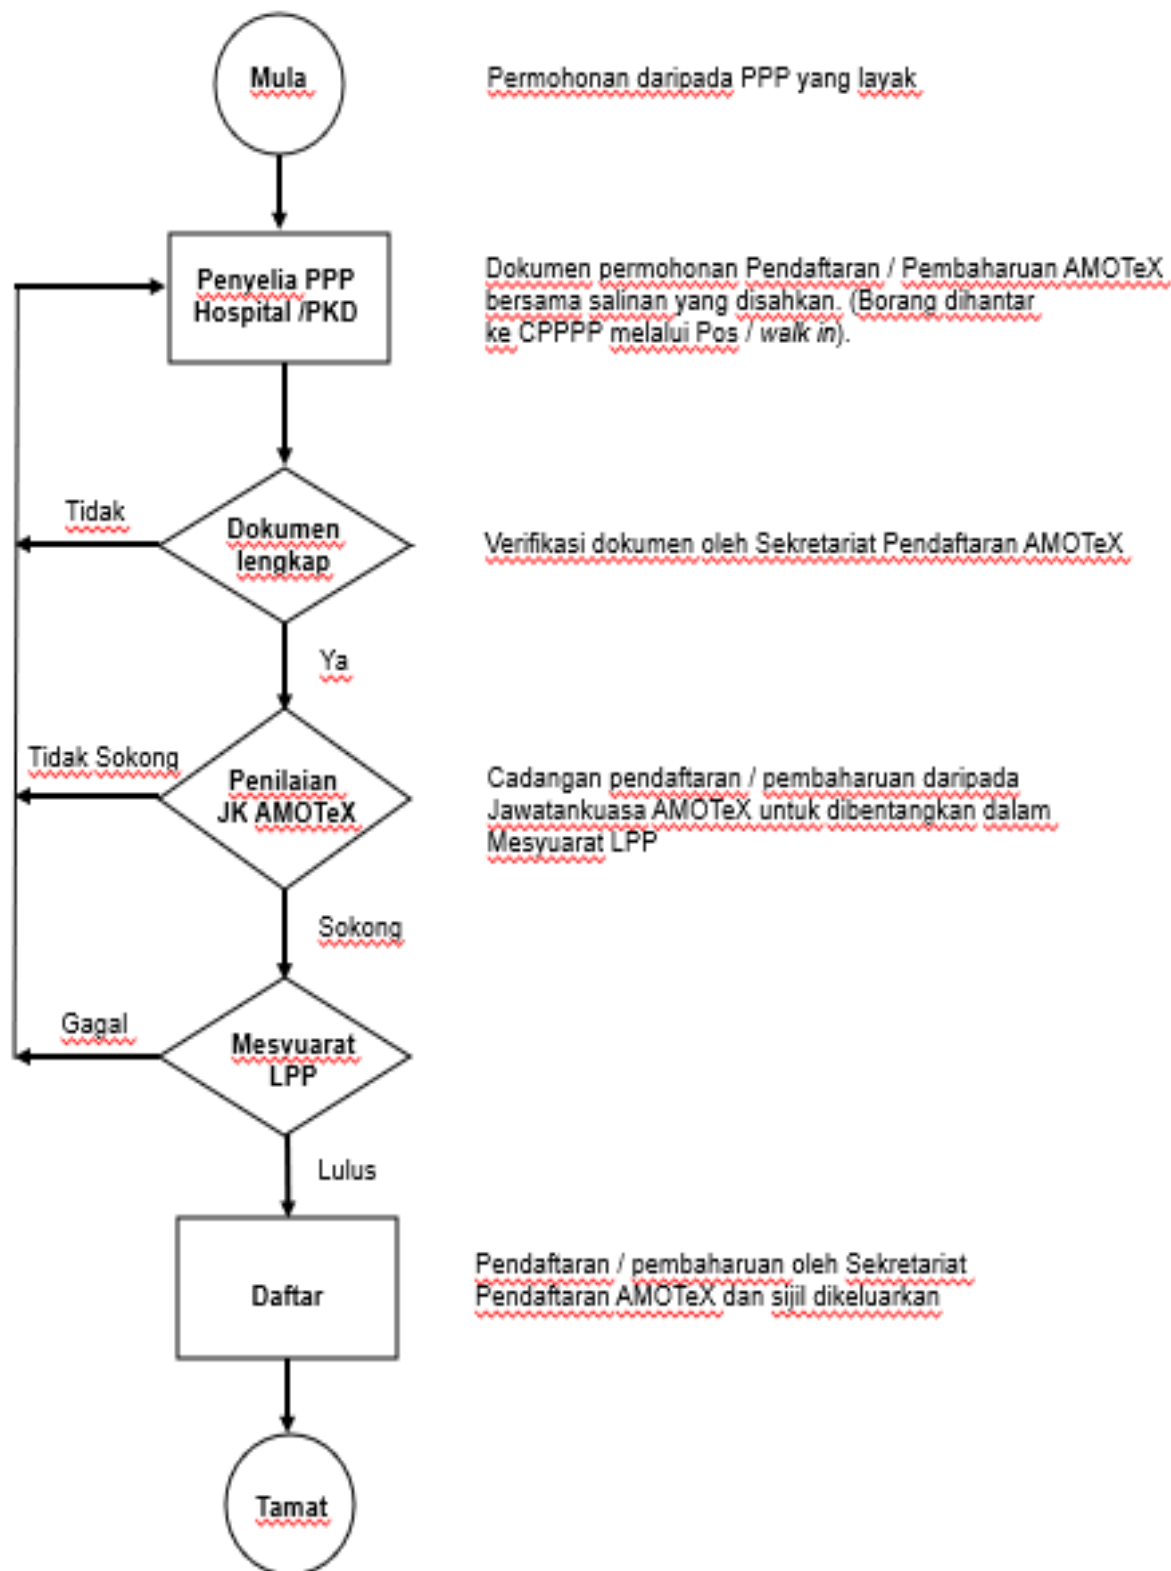 Mula
Permohonan daripada PPP yang layak
Penyelia PPP
Hospital /PKD
Dokumen permohonan Pendaftaran / Pembaharuan AMOTeX
bersama salinan yang disahkan. (Borang dihantar
ke CPPPP melalui Pos / walk in).
Tidak
Dokumen
lengkap
Verifikasi dokumen oleh Sekretariat Pendaftaran AMOTeX
Ya
Tidak Sokong
Penilaian
JK AMOTeX
Cadangan pendaftaran / pembaharuan daripada
Jawatankuasa AMOTeX untuk dibentangkan dalam
Mesyuarat LPP
Sokong
Gagal
Mesyuarat
LPP
Lulus
Daftar
Pendaftaran / pembaharuan oleh Sekretariat
Pendaftaran AMOTeX dan sijil dikeluarkan
Tamat